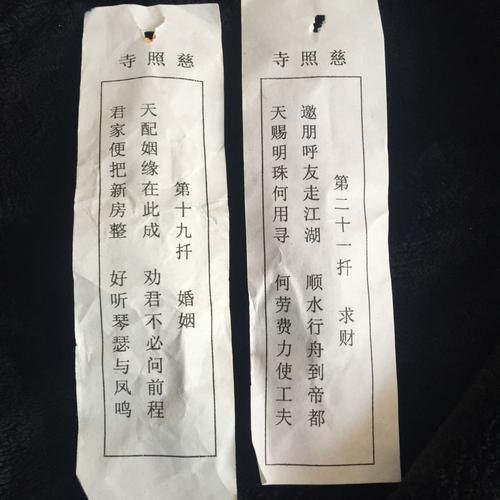 慈照寺
第十九扦 婚姻
天配姻缘在此成 劝君不必问前程
君家便把新房整 好听琴瑟与凤鸣
慈照寺
第二十一扦 求财
邀朋呼友走江湖 顺水行舟到帝都
天赐明珠何用寻 何劳费力使工夫